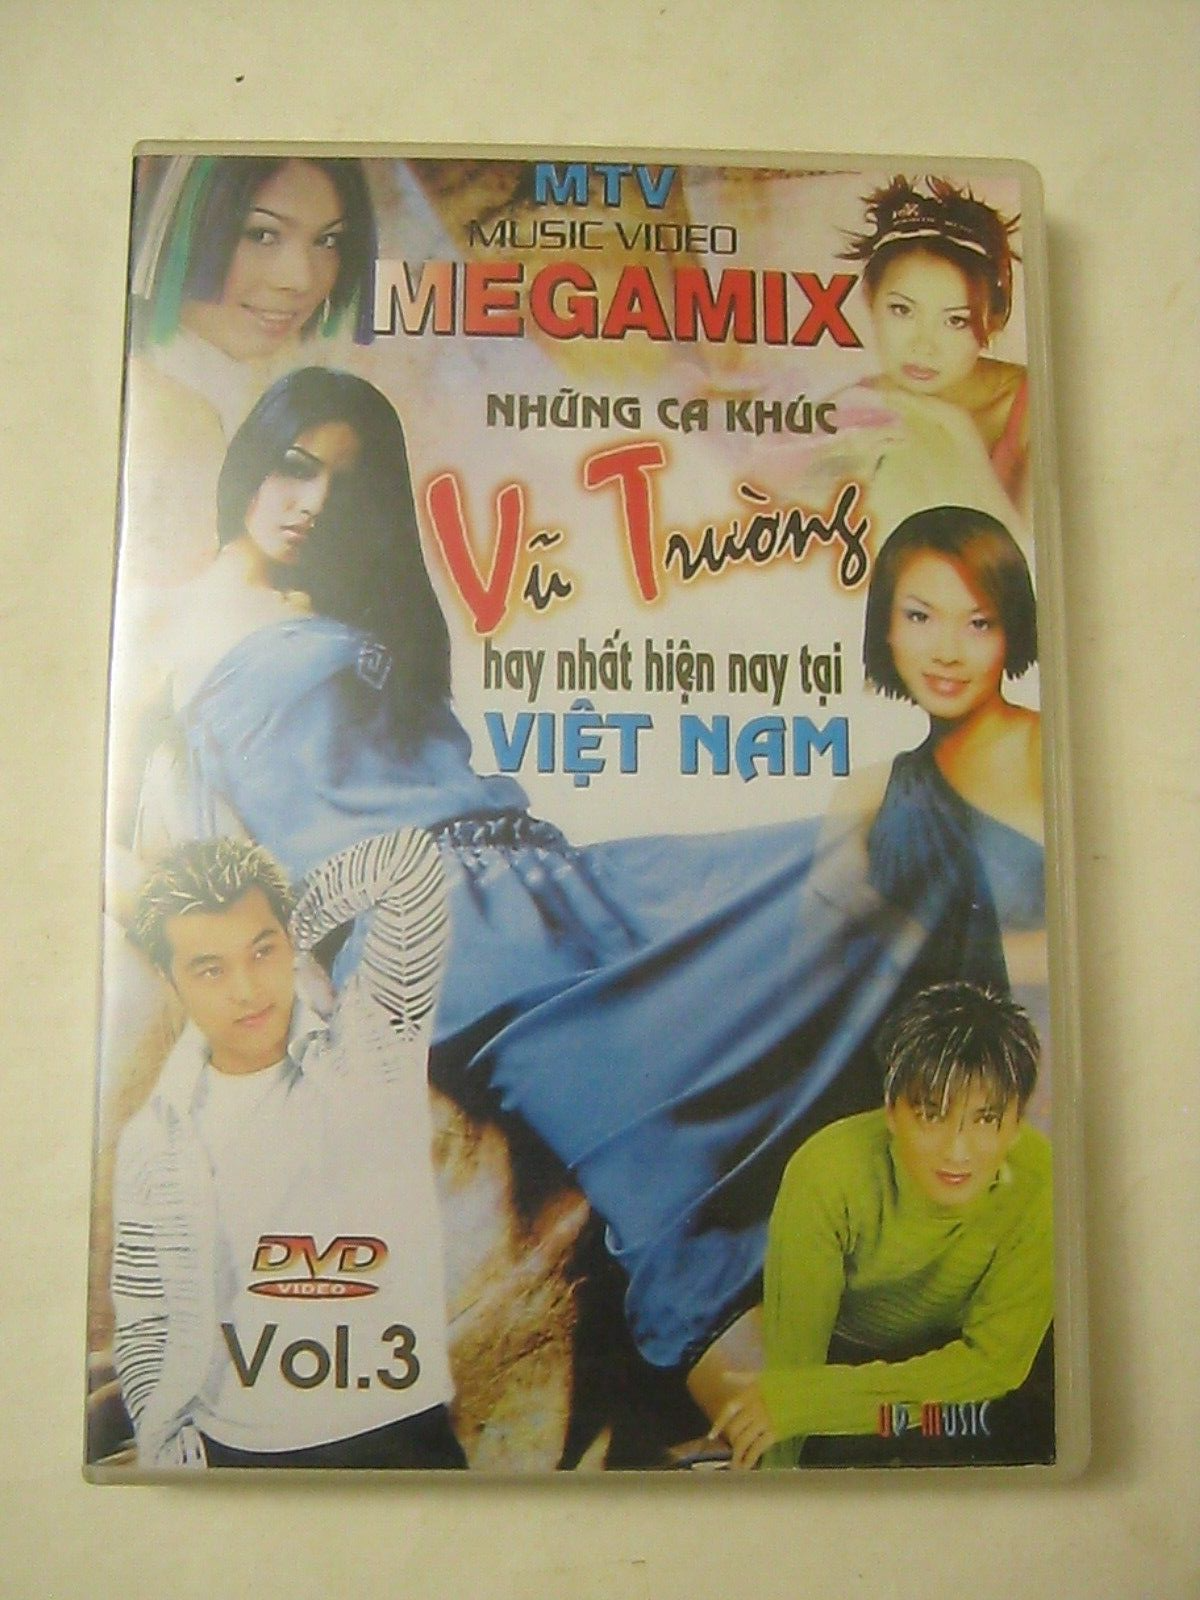 MTV
MUSIC VIDEO
MEGAMIX
NHỮNG CA KHÚC
Vũ Trường
hay nhất hiện nay tại
VIỆT NAM
DVD
VIDEO
Vol.3
MUSIC